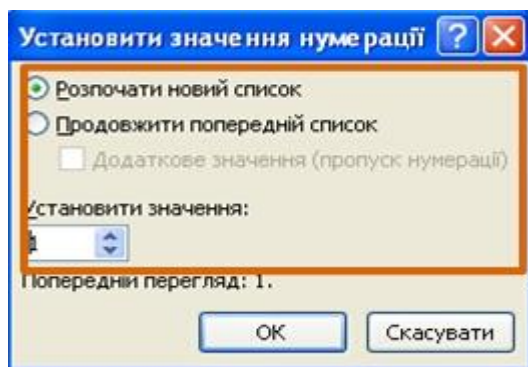 Установити значення нумерації
Розпочати новий список
Продовжити попередній список
Додаткове значення (пропуск нумерації)
Установити значення:
1
Попередній перегляд: 1.
ОК
Скасувати